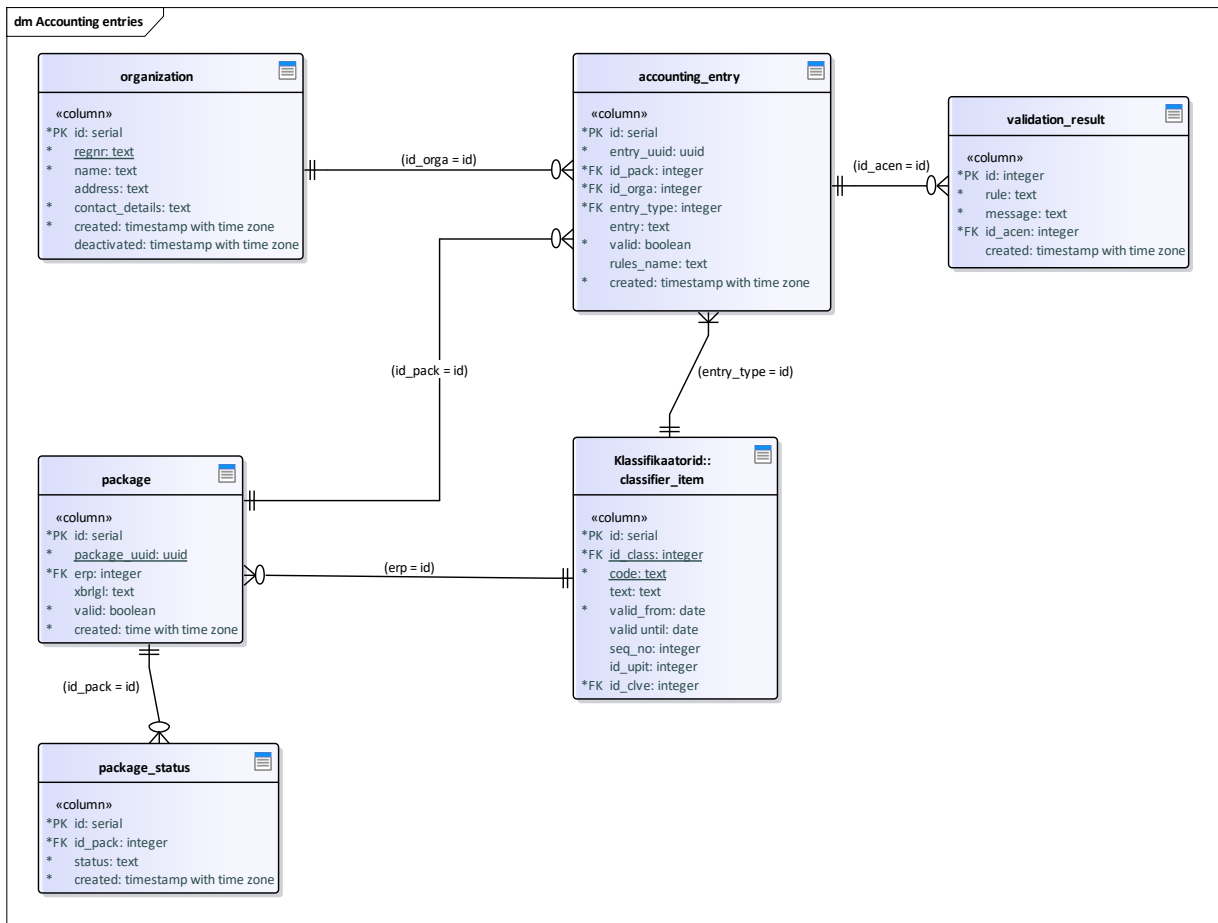 dm Accounting entries
organization
«column»
*PK id: serial
* regnr: text
* name: text
address: text
* contact_details: text
* created: timestamp with time zone
deactivated: timestamp with time zone
(id_orga = id)
accounting_entry
«column»
*PK id: serial
* entry_uuid: uuid
*FK id_pack: integer
*FK id_orga: integer
*FK entry_type: integer
entry: text
* valid: boolean
rules_name: text
* created: timestamp with time zone
(id_acen = id)
validation_result
«column»
*PK id: integer
* rule: text
* message: text
*FK id_acen: integer
created: timestamp with time zone
(id_pack = id)
(entry_type = id)
package
«column»
*PK id: serial
* package_uuid: uuid
*FK erp: integer
xbrlgl: text
* valid: boolean
* created: time with time zone
(erp = id)
Klassifikaatorid::
classifier_item
«column»
*PK id: serial
*FK id_class: integer
* code: text
text: text
* valid_from: date
valid until: date
seq_no: integer
id_upit: integer
*FK id_clve: integer
(id_pack = id)
package_status
«column»
*PK id: serial
*FK id_pack: integer
* status: text
* created: timestamp with time zone